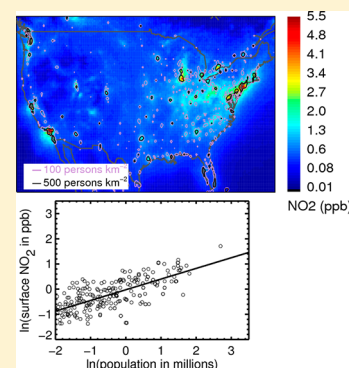 5.5
4.1
3.4
2.7
2.0
1.3
0.6
0.08
0.01
NO2 (ppb)
— 100 persons km⁻²
— 500 persons km⁻²
ln(surface NO₂ in ppb)
3
2
1
0
−1
−2
−2 −1 0 1 2 3
ln(population in millions)